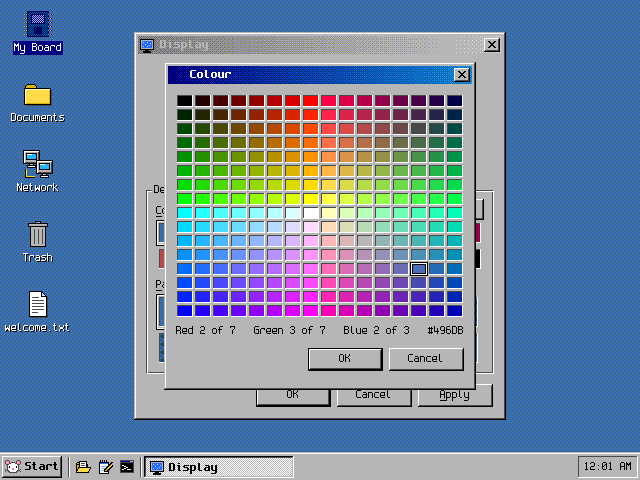 My Board
Documents
Network
Trash
welcome.txt
Display
Colour
Red 2 of 7 Green 3 of 7 Blue 2 of 3 #496DB
OK Cancel
OK Cancel Apply
Start
Display
12:01 AM